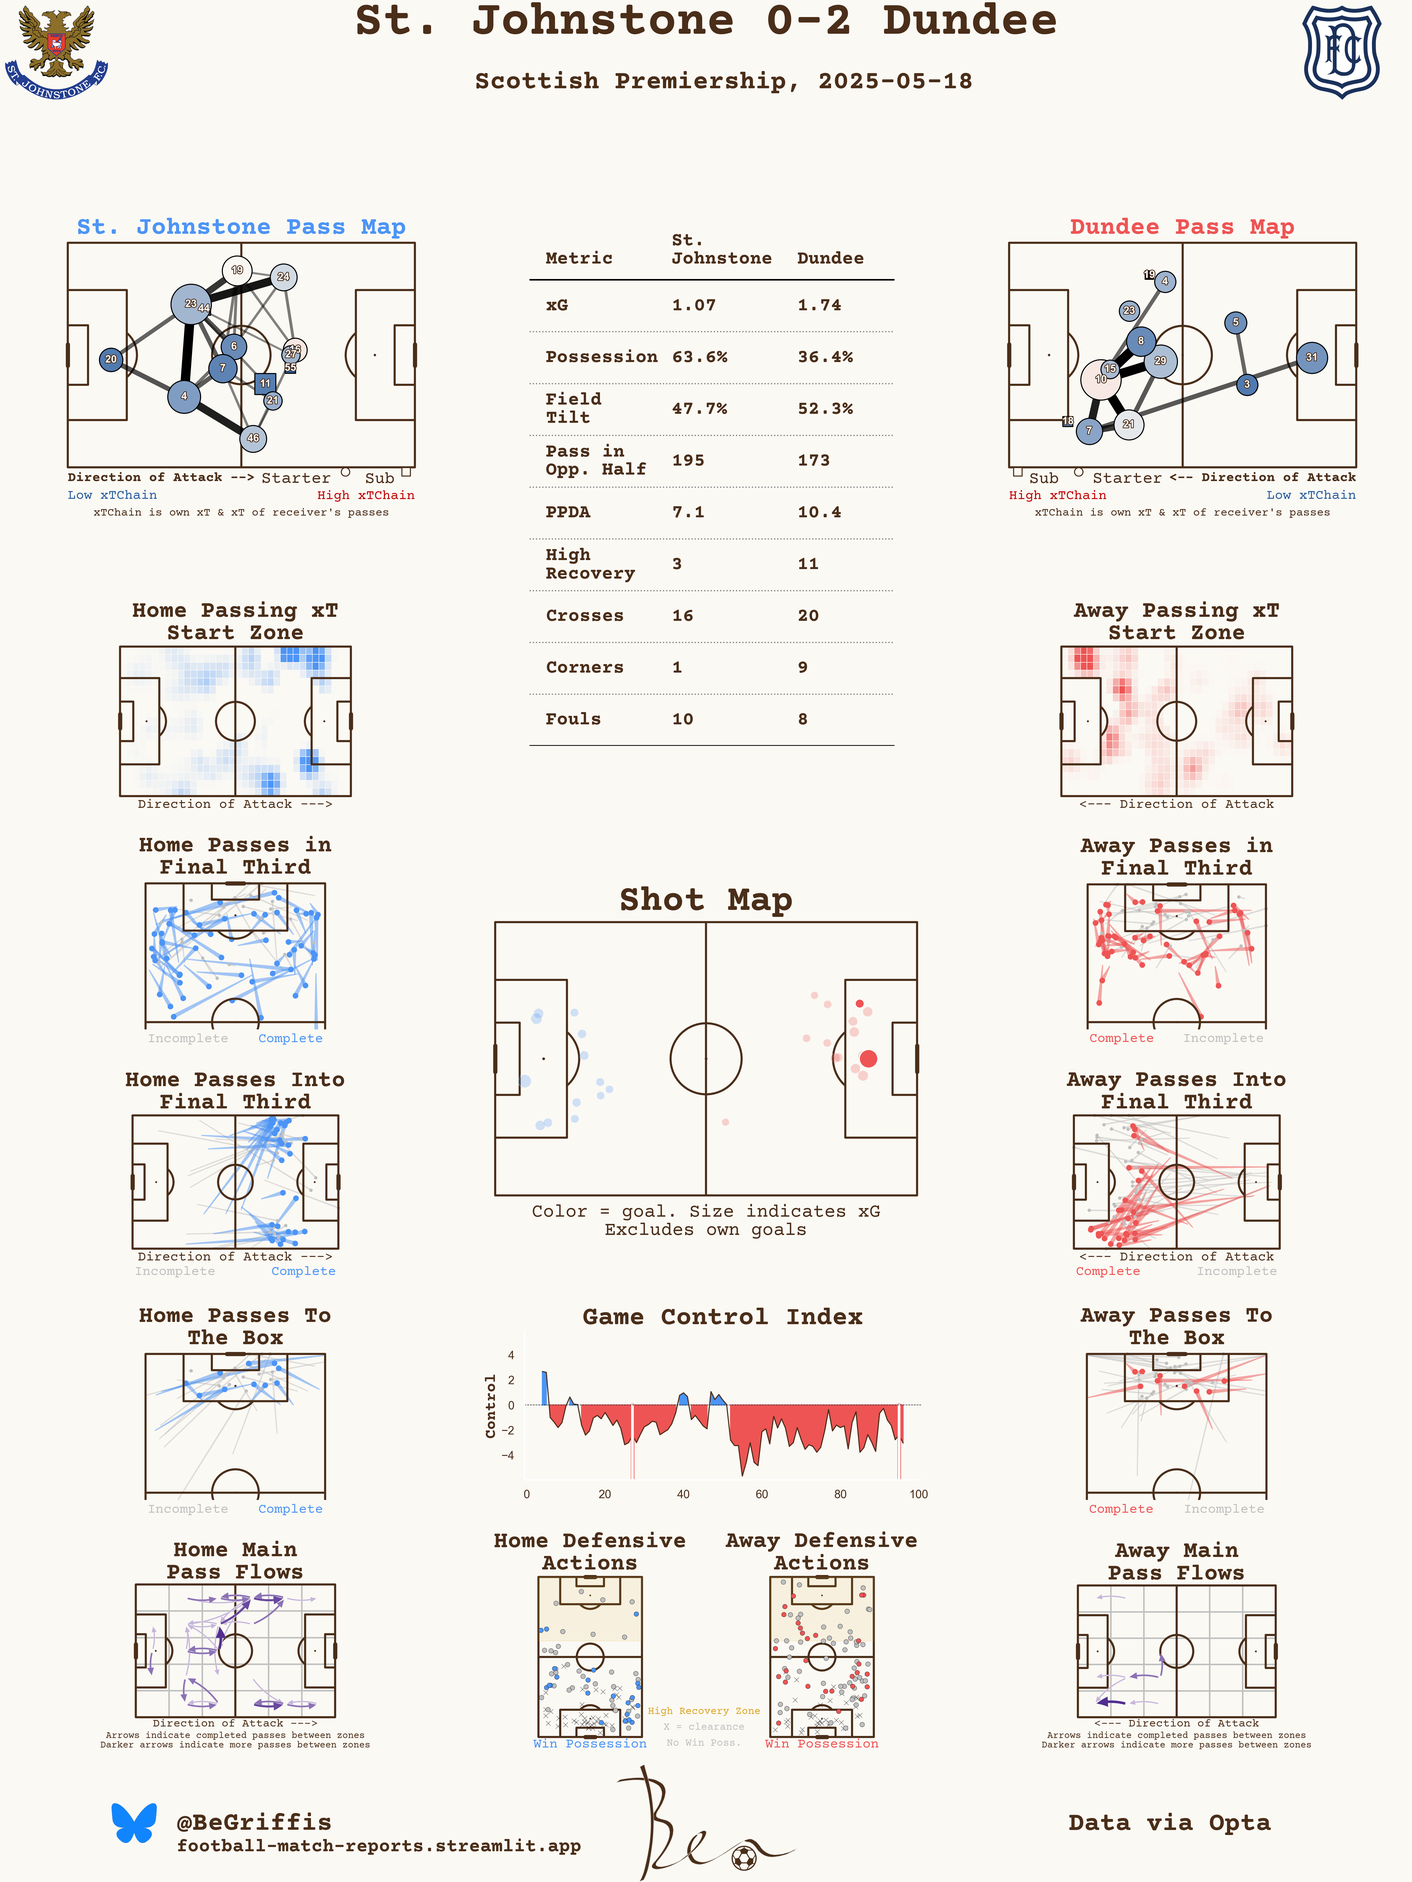 St. Johnstone 0-2 Dundee
Scottish Premiership, 2025-05-18
ST. JOHNSTONE F.C.
DFC
St. Johnstone Pass Map
19
24
23
44
20
6
16
27
55
7
11
4
21
46
Direction of Attack --> Starter Sub
Low xTChain High xTChain
xTChain is own xT & xT of receiver's passes
Metric St. Johnstone Dundee
xG 1.07 1.74
Possession 63.6% 36.4%
Field Tilt 47.7% 52.3%
Pass in Opp. Half 195 173
PPDA 7.1 10.4
High Recovery 3 11
Crosses 16 20
Corners 1 9
Fouls 10 8
Dundee Pass Map
19
4
23
5
8
29
31
15
10
3
18
7
21
Sub Starter <-- Direction of Attack
High xTChain Low xTChain
xTChain is own xT & xT of receiver's passes
Home Passing xT
Start Zone
Direction of Attack --->
Away Passing xT
Start Zone
<--- Direction of Attack
Home Passes in
Final Third
Incomplete Complete
Away Passes in
Final Third
Complete Incomplete
Shot Map
Color = goal. Size indicates xG
Excludes own goals
Home Passes Into
Final Third
Direction of Attack --->
Incomplete Complete
Away Passes Into
Final Third
<--- Direction of Attack
Complete Incomplete
Home Passes To
The Box
Incomplete Complete
Game Control Index
Control
4
2
0
−2
−4
0 20 40 60 80 100
Away Passes To
The Box
Complete Incomplete
Home Main
Pass Flows
Direction of Attack --->
Arrows indicate completed passes between zones
Darker arrows indicate more passes between zones
Home Defensive
Actions
Win Possession
Away Defensive
Actions
Win Possession
High Recovery Zone
X = clearance
No Win Poss.
Away Main
Pass Flows
<--- Direction of Attack
Arrows indicate completed passes between zones
Darker arrows indicate more passes between zones
@BeGriffis
football-match-reports.streamlit.app
Ben
Data via Opta